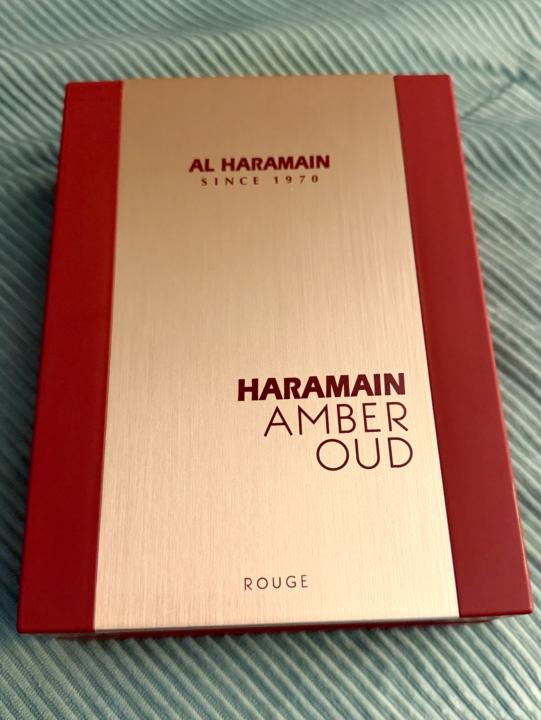 AL HARAMAIN
SINCE 1970
HARAMAIN
AMBER
OUD
ROUGE